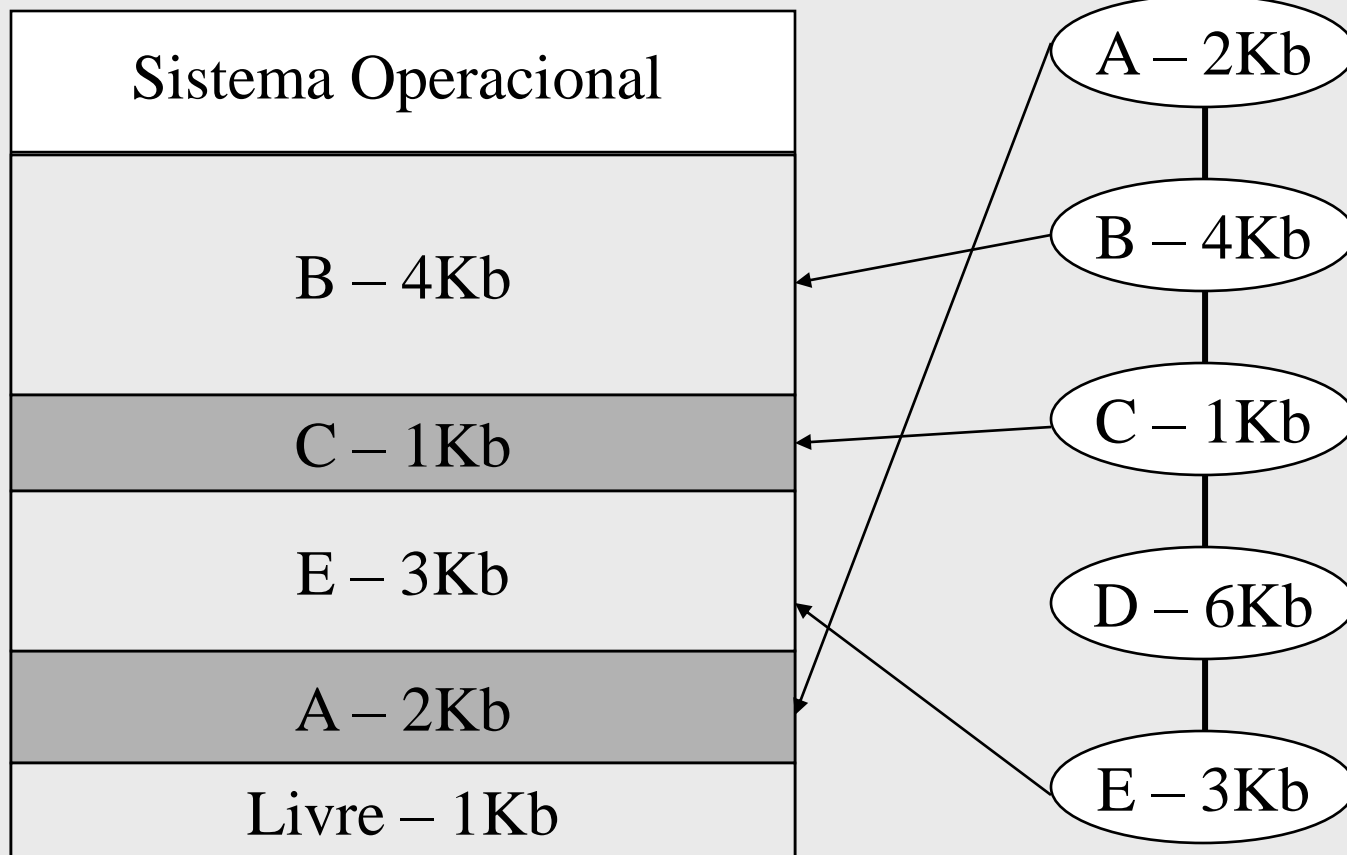 Sistema Operacional
B – 4Kb
C – 1Kb
E – 3Kb
A – 2Kb
Livre – 1Kb
A – 2Kb
B – 4Kb
C – 1Kb
D – 6Kb
E – 3Kb